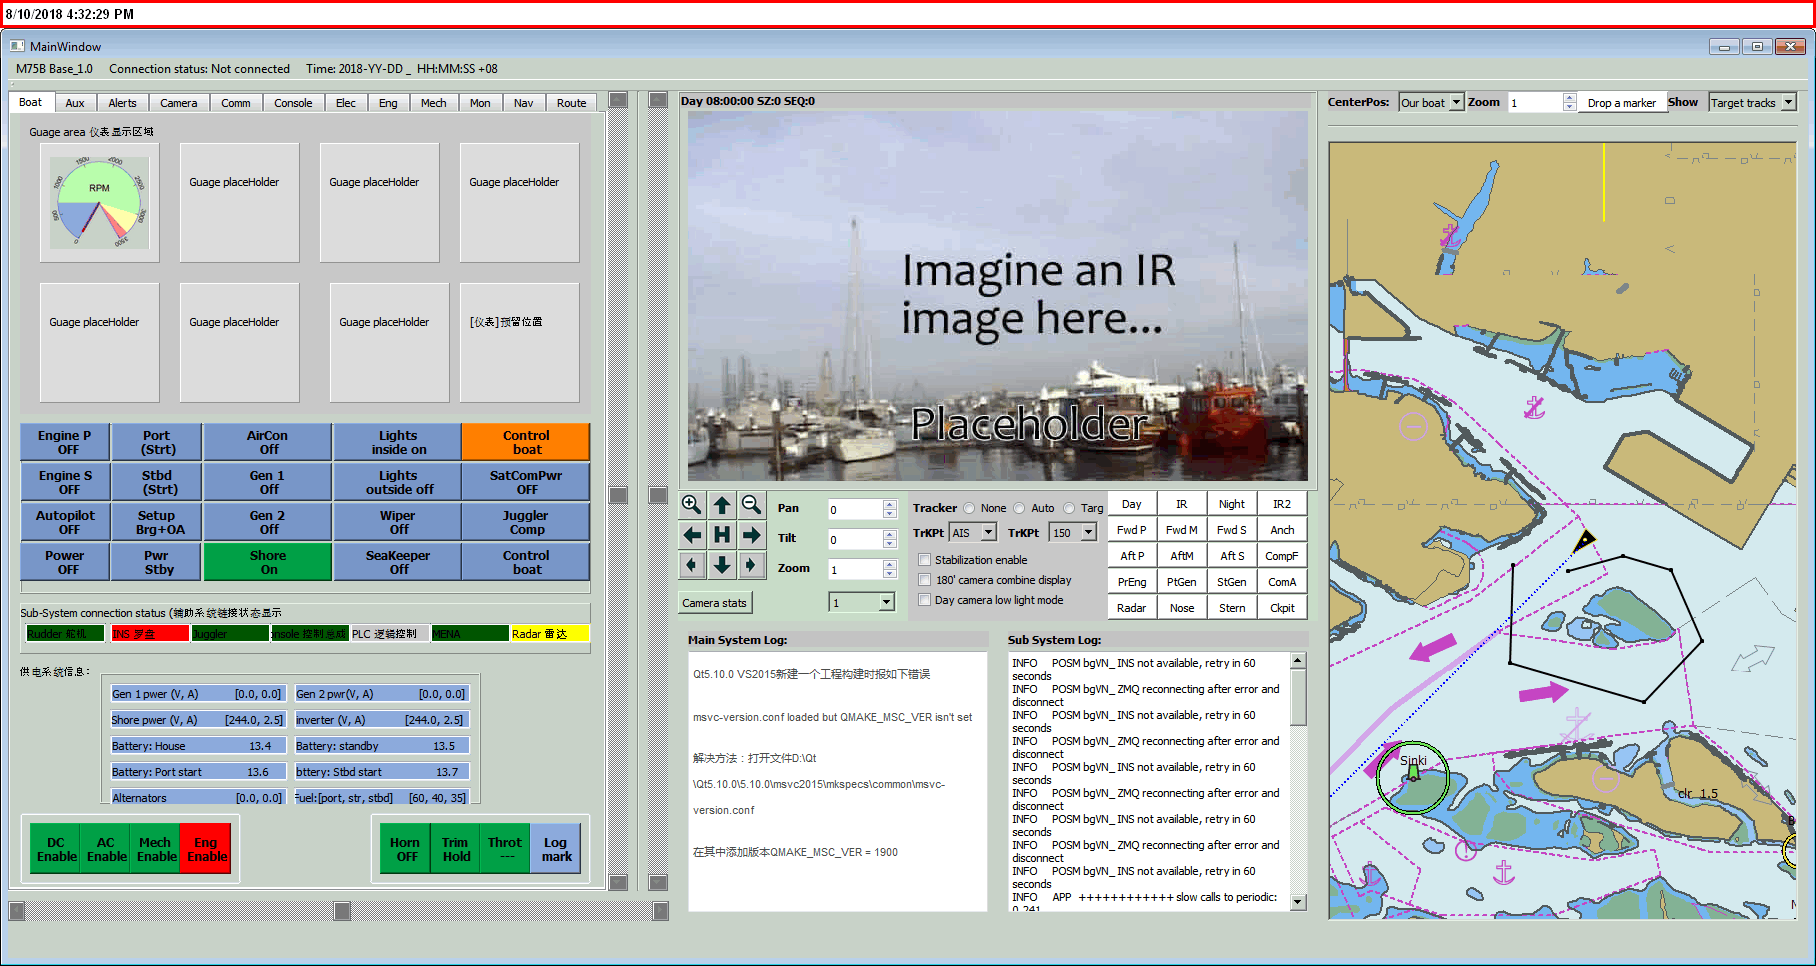 8/10/2018 4:32:29 PM
MainWindow
M75B Base_1.0 Connection status: Not connected Time: 2018-YY-DD _ HH:MM:SS +08
Boat Aux Alerts Camera Comm Console Elec Eng Mech Mon Nav Route
Guage area 仪表显示区域
RPM
0 500 1000 1500 2000 2500 3000 3500
Guage placeHolder
Guage placeHolder
Guage placeHolder
Guage placeHolder
Guage placeHolder
Guage placeHolder
[仪表]预留位置
Engine P OFF
Port (Strt)
AirCon Off
Lights inside on
Control boat
Engine S OFF
Stbd (Strt)
Gen 1 Off
Lights outside off
SatComPwr OFF
Autopilot OFF
Setup Brg+OA
Gen 2 Off
Wiper Off
Juggler Comp
Power OFF
Pwr Stby
Shore On
SeaKeeper Off
Control boat
Sub-System connection status (辅助系统链接状态显示
Rudder 舵机 INS 罗盘 Juggler onsole 控制总成 PLC 逻辑控制 MENA Radar 雷达
供电系统信息：
Gen 1 pwer (V, A) [0.0, 0.0] Gen 2 pwr(V, A) [0.0, 0.0]
Shore pwer (V, A) [244.0, 2.5] inverter (V, A) [244.0, 2.5]
Battery: House 13.4 Battery: standby 13.5
Battery: Port start 13.6 bttery: Stbd start 13.7
Alternators [0.0, 0.0] Fuel:[port, str, stbd] [60, 40, 35]
DC Enable
AC Enable
Mech Enable
Eng Enable
Horn OFF
Trim Hold
Throt ---
Log mark
Day 08:00:00 SZ:0 SEQ:0
Imagine an IR
image here...
Placeholder
Pan 0
Tilt 0
Zoom 1
Camera stats 1
Tracker None Auto Targ
TrKPt AIS TrKPt 150
Stabilization enable
180' camera combine display
Day camera low light mode
Day IR Night IR2
Fwd P Fwd M Fwd S Anch
Aft P AftM Aft S CompF
PrEng PtGen StGen ComA
Radar Nose Stern Ckpit
Main System Log:
Qt5.10.0 VS2015新建一个工程构建时报如下错误
msvc-version.conf loaded but QMAKE_MSC_VER isn't set
解决方法：打开文件D:\Qt
\Qt5.10.0\5.10.0\msvc2015\mkspecs\common\msvc-
version.conf
在其中添加版本QMAKE_MSC_VER = 1900
Sub System Log:
INFO POSM bgVN_ INS not available, retry in 60
seconds
INFO POSM bgVN_ ZMQ reconnecting after error and
disconnect
INFO POSM bgVN_ INS not available, retry in 60
seconds
INFO POSM bgVN_ ZMQ reconnecting after error and
disconnect
INFO POSM bgVN_ INS not available, retry in 60
seconds
INFO POSM bgVN_ ZMQ reconnecting after error and
disconnect
INFO POSM bgVN_ INS not available, retry in 60
seconds
INFO POSM bgVN_ ZMQ reconnecting after error and
disconnect
INFO POSM bgVN_ INS not available, retry in 60
seconds
INFO APP ++++++++++++ slow calls to periodic:
0.241
CenterPos: Our boat Zoom 1 Drop a marker Show Target tracks
Sinki
clr 1.5